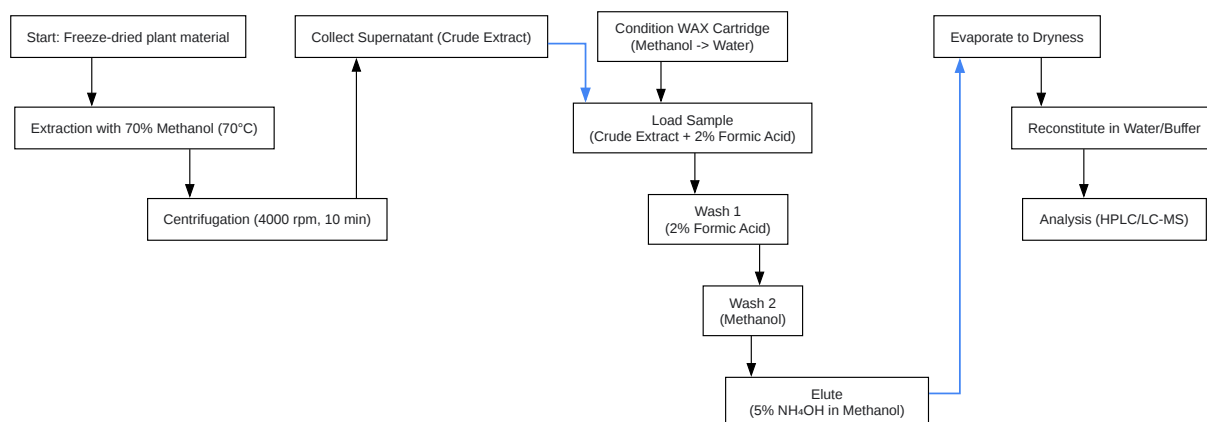 Start: Freeze-dried plant material
Extraction with 70% Methanol (70°C)
Centrifugation (4000 rpm, 10 min)
Collect Supernatant (Crude Extract)
Condition WAX Cartridge
(Methanol -> Water)
Load Sample
(Crude Extract + 2% Formic Acid)
Wash 1
(2% Formic Acid)
Wash 2
(Methanol)
Elute
(5% NH₄OH in Methanol)
Evaporate to Dryness
Reconstitute in Water/Buffer
Analysis (HPLC/LC-MS)